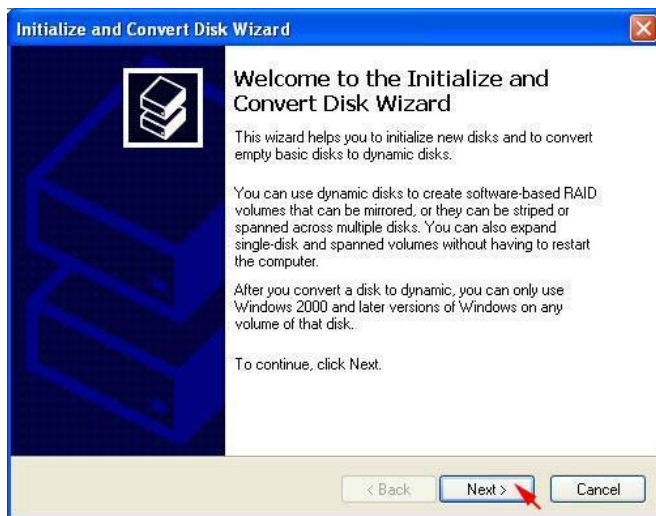 Initialize and Convert Disk Wizard
Welcome to the Initialize and
Convert Disk Wizard
This wizard helps you to initialize new disks and to convert
empty basic disks to dynamic disks.
You can use dynamic disks to create software-based RAID
volumes that can be mirrored, or they can be striped or
spanned across multiple disks. You can also expand
single-disk and spanned volumes without having to restart
the computer.
After you convert a disk to dynamic, you can only use
Windows 2000 and later versions of Windows on any
volume of that disk.
To continue, click Next.
< Back Next > Cancel